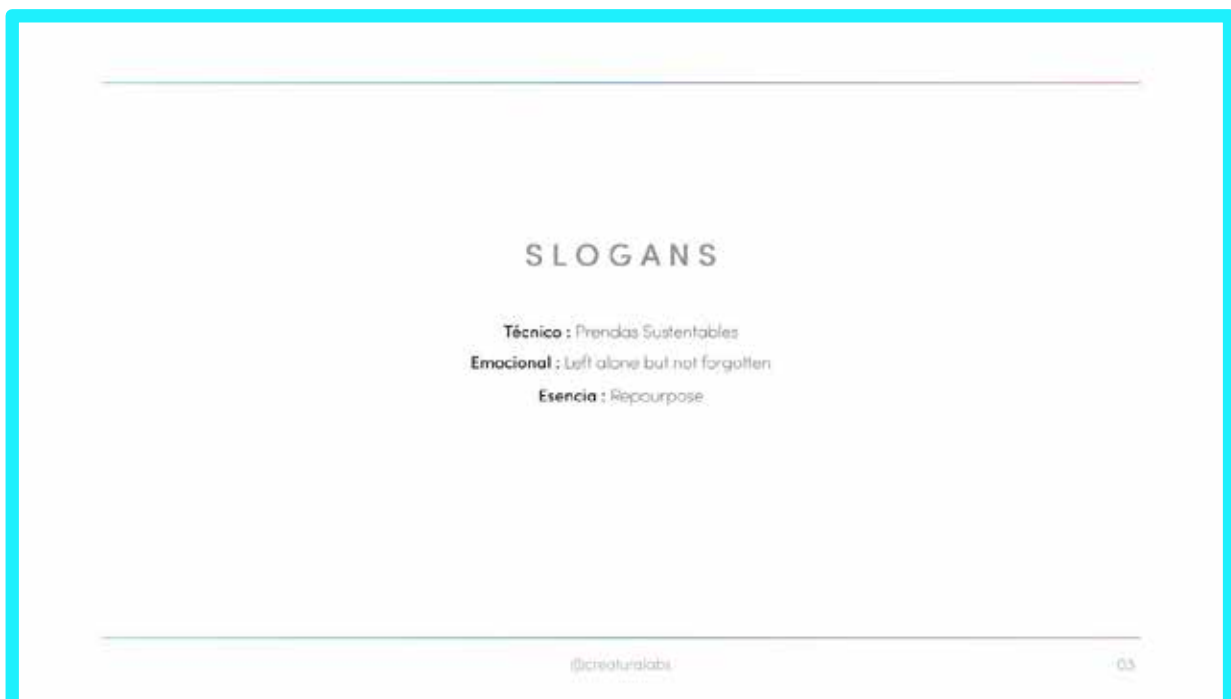 SLOGANS
Técnico : Prendas Sustentables
Emocional : Left alone but not forgotten
Esencia : Repourpose
@creaturalabs
03